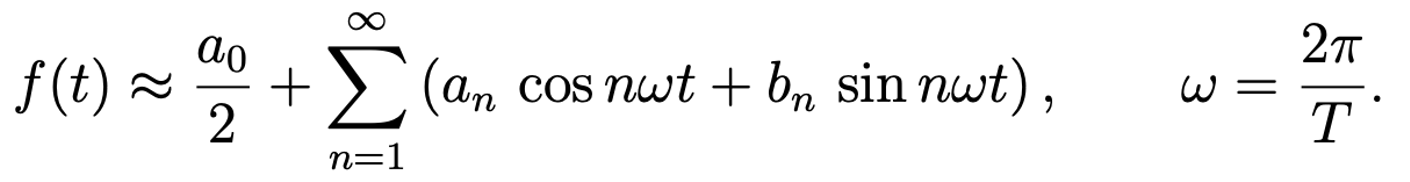 f(t) ≈ a₀/2 + ∑_{n=1}^{∞} (aₙ cos nωt + bₙ sin nωt), ω = 2π/T.